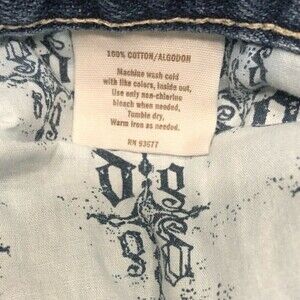 100% COTTON/ALGODON
Machine wash cold
with like colors, Inside out,
Use only non-chlorine
bleach when needed,
Tumble dry,
Warm iron as needed.
RN 93677
d g